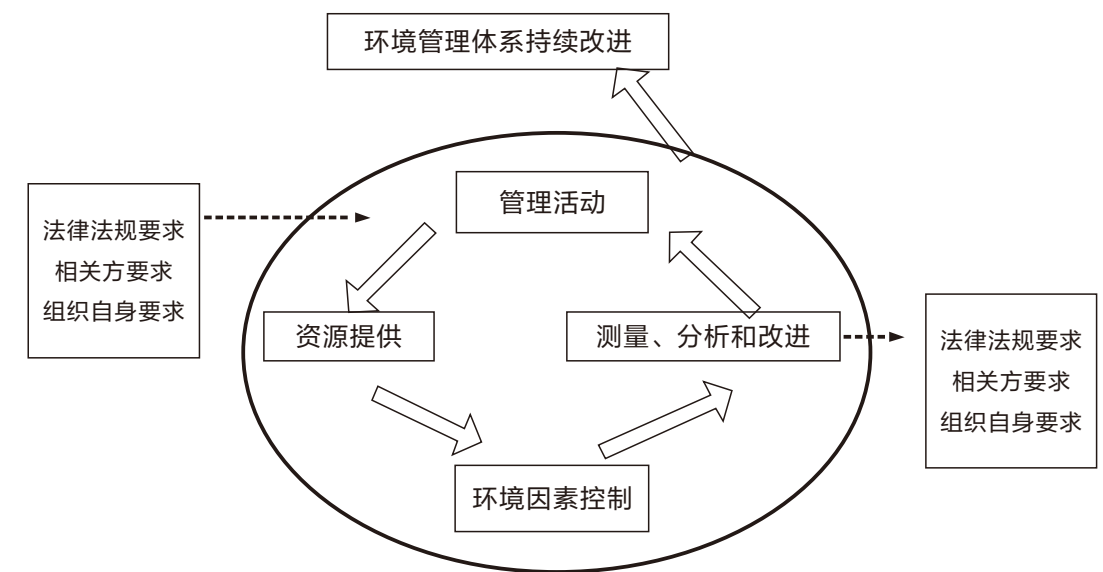 环境管理体系持续改进
管理活动
法律法规要求
相关方要求
组织自身要求
资源提供
测量、分析和改进
法律法规要求
相关方要求
组织自身要求
环境因素控制